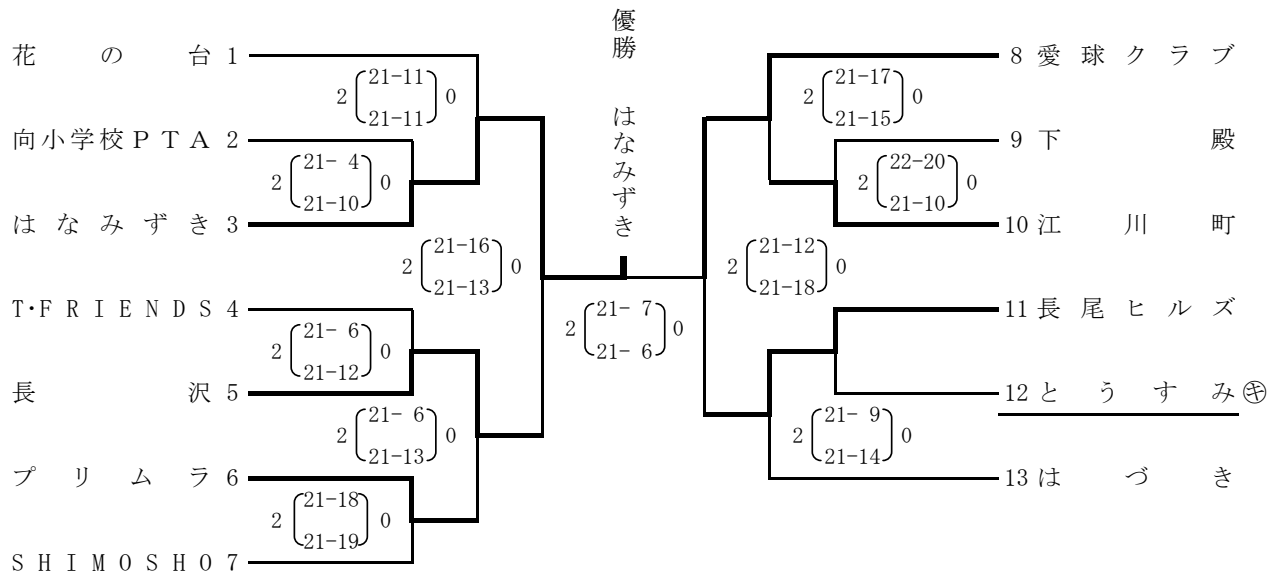 優勝 はなみずき
花の台 1
2 21-11 0
21-11
向小学校PTA 2
2 21- 4 0
21-10
はなみずき 3
2 21-16 0
21-13
T・FRIENDS 4
2 21- 6 0
21-12
長沢 5
2 21- 6 0
21-13
プリムラ 6
2 21-18 0
21-19
SHIMOSHO 7
2 21- 7 0
21- 6
8 愛球クラブ
2 21-17 0
21-15
9 下殿
2 22-20 0
21-10
10 江川町
2 21-12 0
21-18
11 長尾ヒルズ
12 とうすみ㋖
2 21- 9 0
21-14
13 はづき